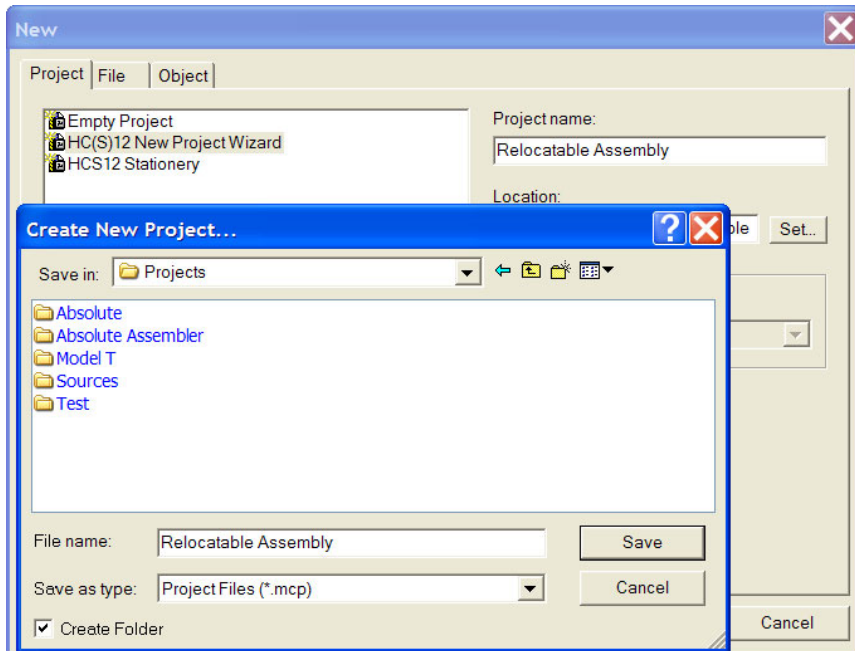 New
Project File Object
Empty Project
HC(S)12 New Project Wizard
HCS12 Stationery
Project name:
Relocatable Assembly
Location:
Set...
Create New Project...
Save in: Projects
Absolute
Absolute Assembler
Model T
Sources
Test
File name: Relocatable Assembly
Save
Save as type: Project Files (*.mcp)
Cancel
Create Folder
Cancel